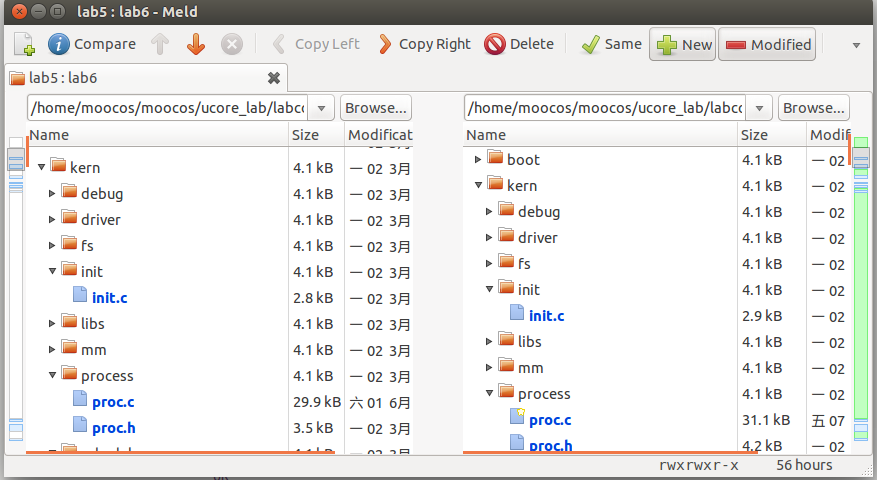 lab5 : lab6 - Meld
Compare Copy Left Copy Right Delete Same New Modified
lab5 : lab6
/home/moocos/moocos/ucore_lab/labco Browse...
Name Size Modificat
kern 4.1 kB 一 02 3月
debug 4.1 kB 一 02 3月
driver 4.1 kB 一 02 3月
fs 4.1 kB 一 02 3月
init 4.1 kB 一 02 3月
init.c 2.8 kB 一 02 3月
libs 4.1 kB 一 02 3月
mm 4.1 kB 一 02 3月
process 4.1 kB 一 02 3月
proc.c 29.9 kB 六 01 6月
proc.h 3.5 kB 一 02 3月
/home/moocos/moocos/ucore_lab/labco Browse...
Name Size Modif
boot 4.1 kB 一 02
kern 4.1 kB 一 02
debug 4.1 kB 一 02
driver 4.1 kB 一 02
fs 4.1 kB 一 02
init 4.1 kB 一 02
init.c 2.9 kB 一 02
libs 4.1 kB 一 02
mm 4.1 kB 一 02
process 4.1 kB 一 02
proc.c 31.1 kB 五 07
proc.h 4.2 kB 一 02
rwxrwxr-x 56 hours